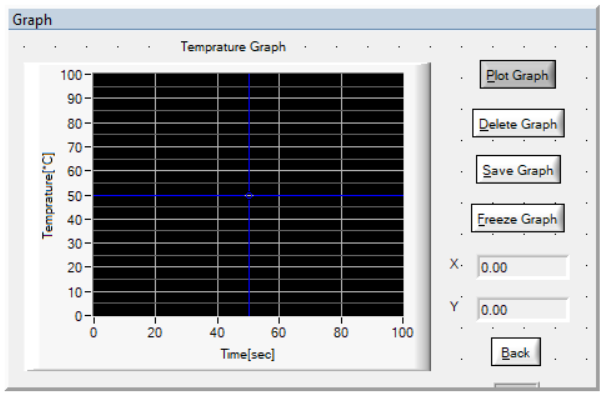 Graph
Temprature Graph
100
90
80
70
60
50
40
30
20
10
0
Temprature[°C]
0 20 40 60 80 100
Time[sec]
Plot Graph
Delete Graph
Save Graph
Freeze Graph
X
0.00
Y
0.00
Back